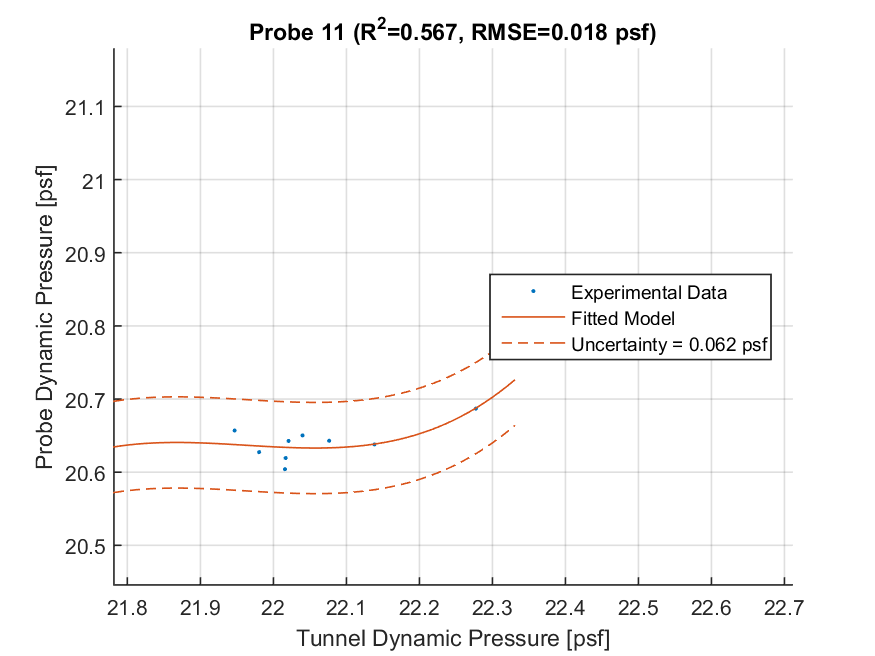 Probe 11 (R²=0.567, RMSE=0.018 psf)
Probe Dynamic Pressure [psf]
21.1
21
20.9
20.8
20.7
20.6
20.5
Experimental Data
Fitted Model
Uncertainty = 0.062 psf
21.8 21.9 22 22.1 22.2 22.3 22.4 22.5 22.6 22.7
Tunnel Dynamic Pressure [psf]